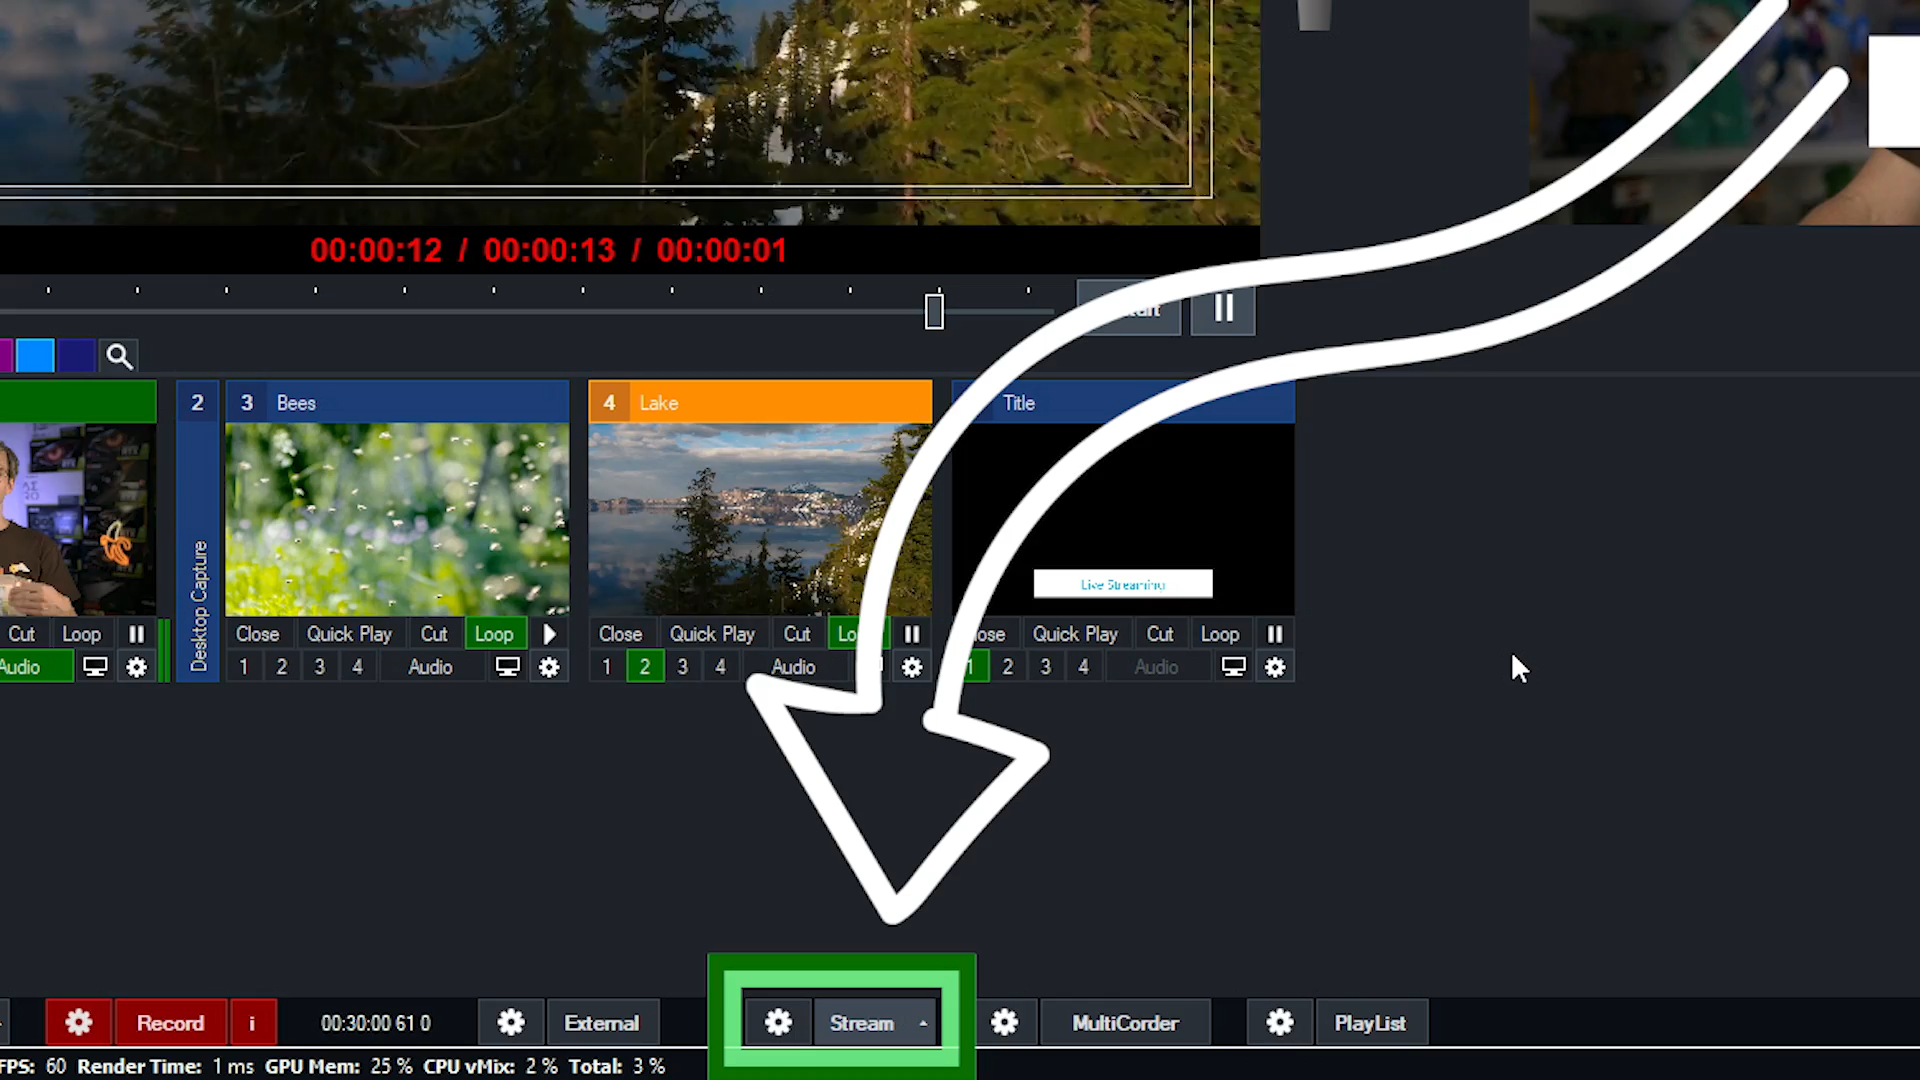 00:00:12 / 00:00:13 / 00:00:01
2
Desktop Capture
3 Bees
4 Lake
Title
Live Streaming
Cut Loop
Audio
Close Quick Play Cut Loop
1 2 3 4 Audio
Close Quick Play Cut
1 2 3 4 Audio
Quick Play Cut Loop
1 2 3 4 Audio
Record i 00:30:00 61 0 External Stream MultiCorder PlayList
FPS: 60 Render Time: 1 ms GPU Mem: 25 % CPU vMix: 2 % Total: 3 %